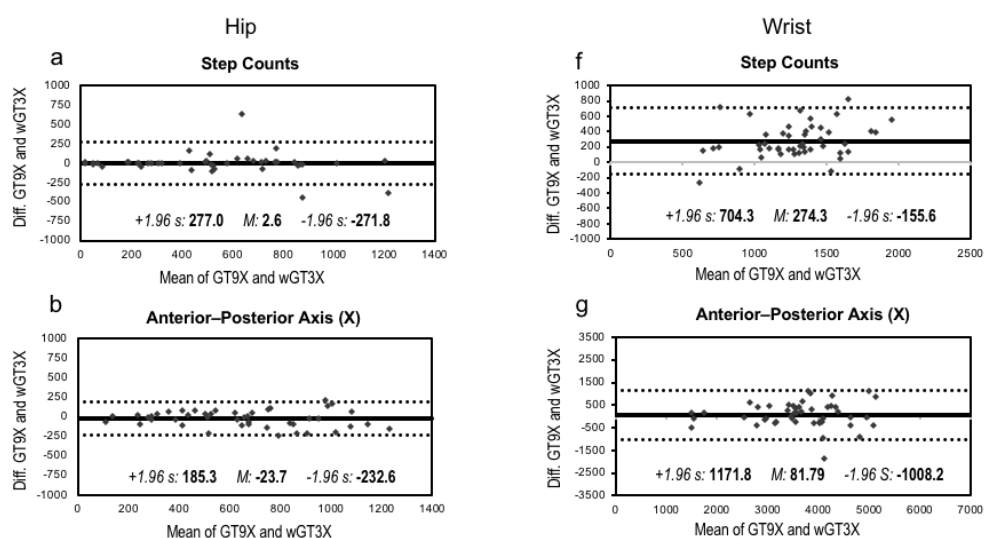 Hip
Wrist
a
Step Counts
Diff. GT9X and wGT3X
1000
750
500
250
0
-250
-500
-750
-1000
+1.96 s: 277.0 M: 2.6 -1.96 s: -271.8
0 200 400 600 800 1000 1200 1400
Mean of GT9X and wGT3X
f
Step Counts
Diff. GT9X and wGT3X
1000
800
600
400
200
0
-200
-400
-600
-800
-1000
+1.96 s: 704.3 M: 274.3 -1.96 s: -155.6
500 1000 1500 2000 2500
Mean of GT9X and wGT3X
b
Anterior–Posterior Axis (X)
Diff. GT9X and wGT3X
1000
750
500
250
0
-250
-500
-750
-1000
+1.96 s: 185.3 M: -23.7 -1.96 s: -232.6
0 200 400 600 800 1000 1200 1400
Mean of GT9X and wGT3X
g
Anterior–Posterior Axis (X)
Diff. GT9X and wGT3X
3500
2500
1500
500
-500
-1500
-2500
-3500
+1.96 s: 1171.8 M: 81.79 -1.96 S: -1008.2
0 1000 2000 3000 4000 5000 6000 7000
Mean of GT9X and wGT3X